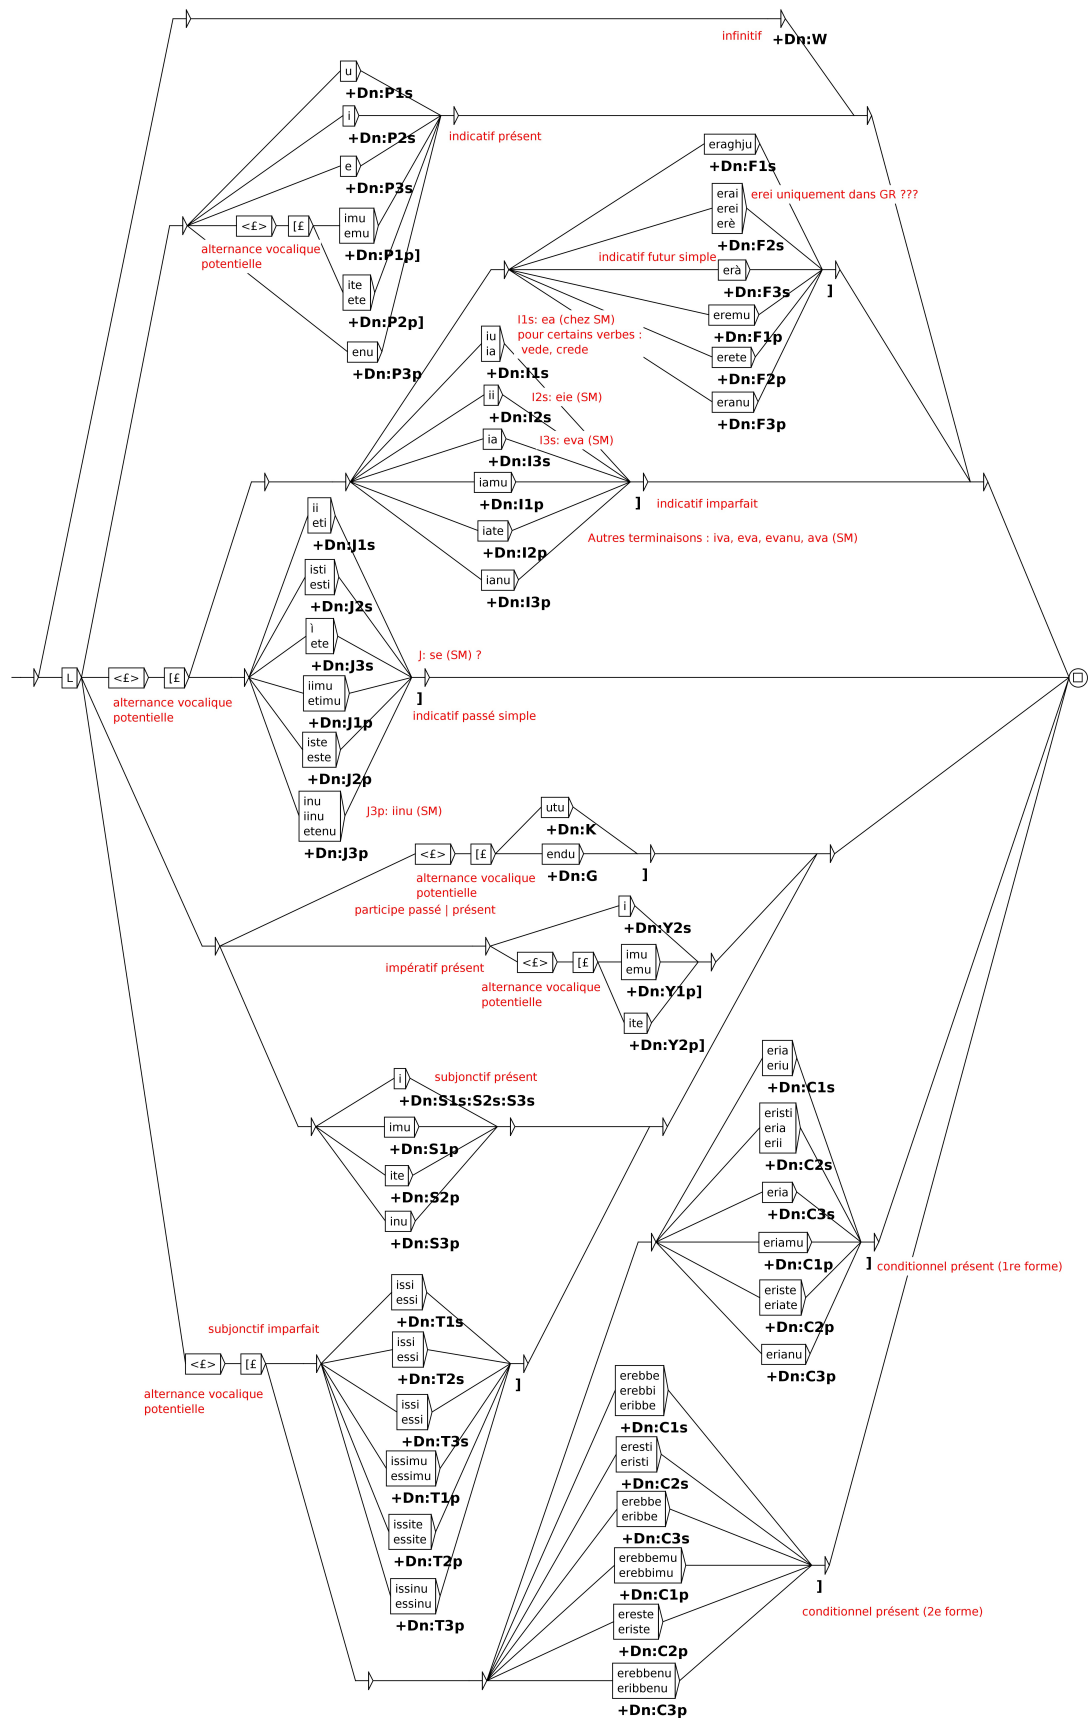 infinitif
+Dn:W
u
+Dn:P1s
i
+Dn:P2s
e
+Dn:P3s
<£>
[£
imu
emu
+Dn:P1p]
ite
ete
+Dn:P2p]
enu
+Dn:P3p
alternance vocalique
potentielle
indicatif présent
eraghju
+Dn:F1s
erai
erei
erè
+Dn:F2s
erei uniquement dans GR ???
indicatif futur simple
erà
+Dn:F3s
]
eremu
+Dn:F1p
erete
+Dn:F2p
eranu
+Dn:F3p
I1s: ea (chez SM)
pour certains verbes :
vede, crede
iu
ia
+Dn:I1s
I2s: eie (SM)
ii
+Dn:I2s
I3s: eva (SM)
ia
+Dn:I3s
iamu
+Dn:I1p
]
indicatif imparfait
iate
+Dn:I2p
Autres terminaisons : iva, eva, evanu, ava (SM)
ianu
+Dn:I3p
ii
eti
+Dn:J1s
isti
esti
+Dn:J2s
ì
ete
+Dn:J3s
J: se (SM) ?
L
<£>
[£
alternance vocalique
potentielle
iimu
etimu
+Dn:J1p
]
indicatif passé simple
iste
este
+Dn:J2p
inu
iinu
etenu
+Dn:J3p
J3p: iinu (SM)
utu
+Dn:K
<£>
[£
endu
+Dn:G
]
alternance vocalique
potentielle
participe passé | présent
i
+Dn:Y2s
impératif présent
<£>
[£
imu
emu
+Dn:Y1p]
alternance vocalique
potentielle
ite
+Dn:Y2p]
subjonctif présent
i
+Dn:S1s:S2s:S3s
imu
+Dn:S1p
ite
+Dn:S2p
inu
+Dn:S3p
eria
eriu
+Dn:C1s
eristi
eria
erii
+Dn:C2s
eria
+Dn:C3s
eriamu
+Dn:C1p
]
conditionnel présent (1re forme)
eriste
eriate
+Dn:C2p
erianu
+Dn:C3p
subjonctif imparfait
<£>
[£
alternance vocalique
potentielle
issi
essi
+Dn:T1s
issi
essi
+Dn:T2s
]
issi
essi
+Dn:T3s
issimu
essimu
+Dn:T1p
issite
essite
+Dn:T2p
issinu
essinu
+Dn:T3p
erebbe
erebbi
eribbe
+Dn:C1s
eresti
eristi
+Dn:C2s
erebbe
eribbe
+Dn:C3s
erebbemu
erebbimu
+Dn:C1p
]
conditionnel présent (2e forme)
ereste
eriste
+Dn:C2p
erebbenu
eribbenu
+Dn:C3p